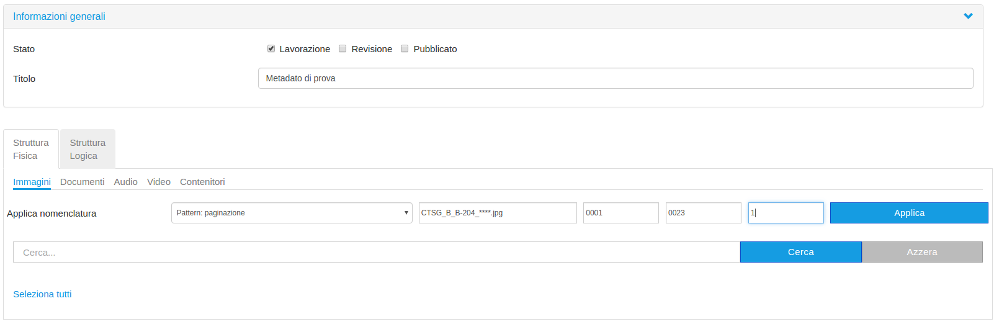 Informazioni generali
Stato
Lavorazione Revisione Pubblicato
Titolo
Metadato di prova
Struttura
Fisica
Struttura
Logica
Immagini Documenti Audio Video Contenitori
Applica nomenclatura
Pattern: paginazione
CTSG_B_B-204_****.jpg
0001
0023
1
Applica
Cerca...
Cerca
Azzera
Seleziona tutti